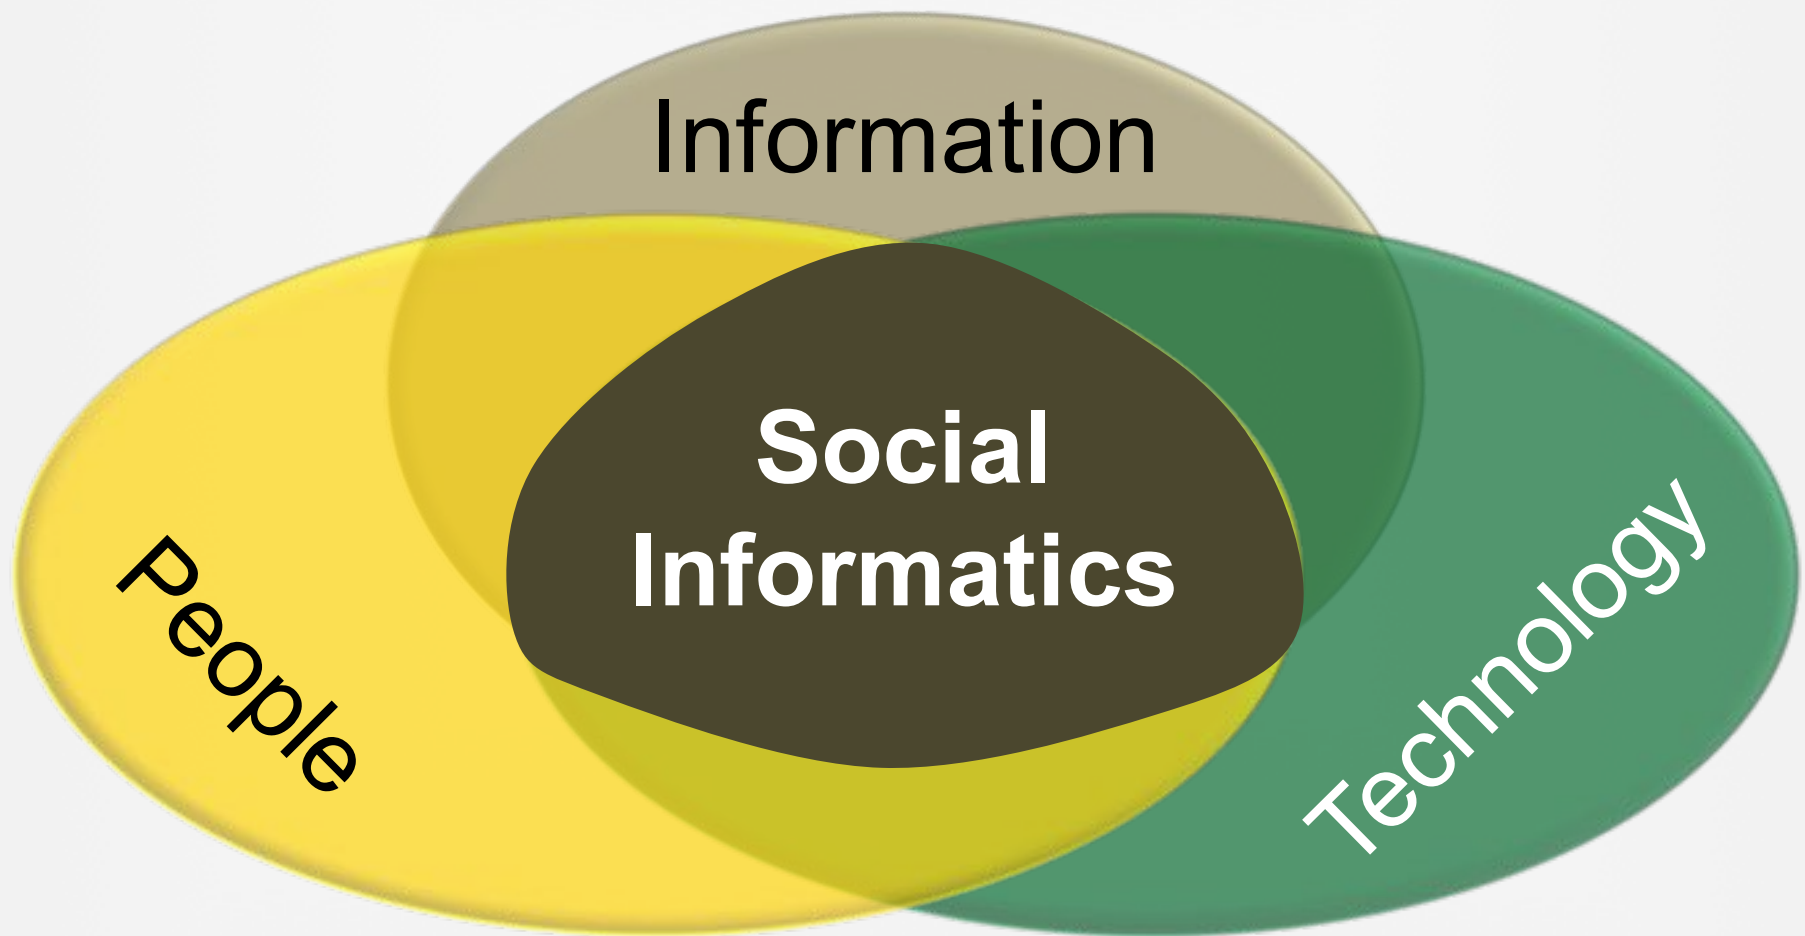 Information
Social
Informatics
People
Technology